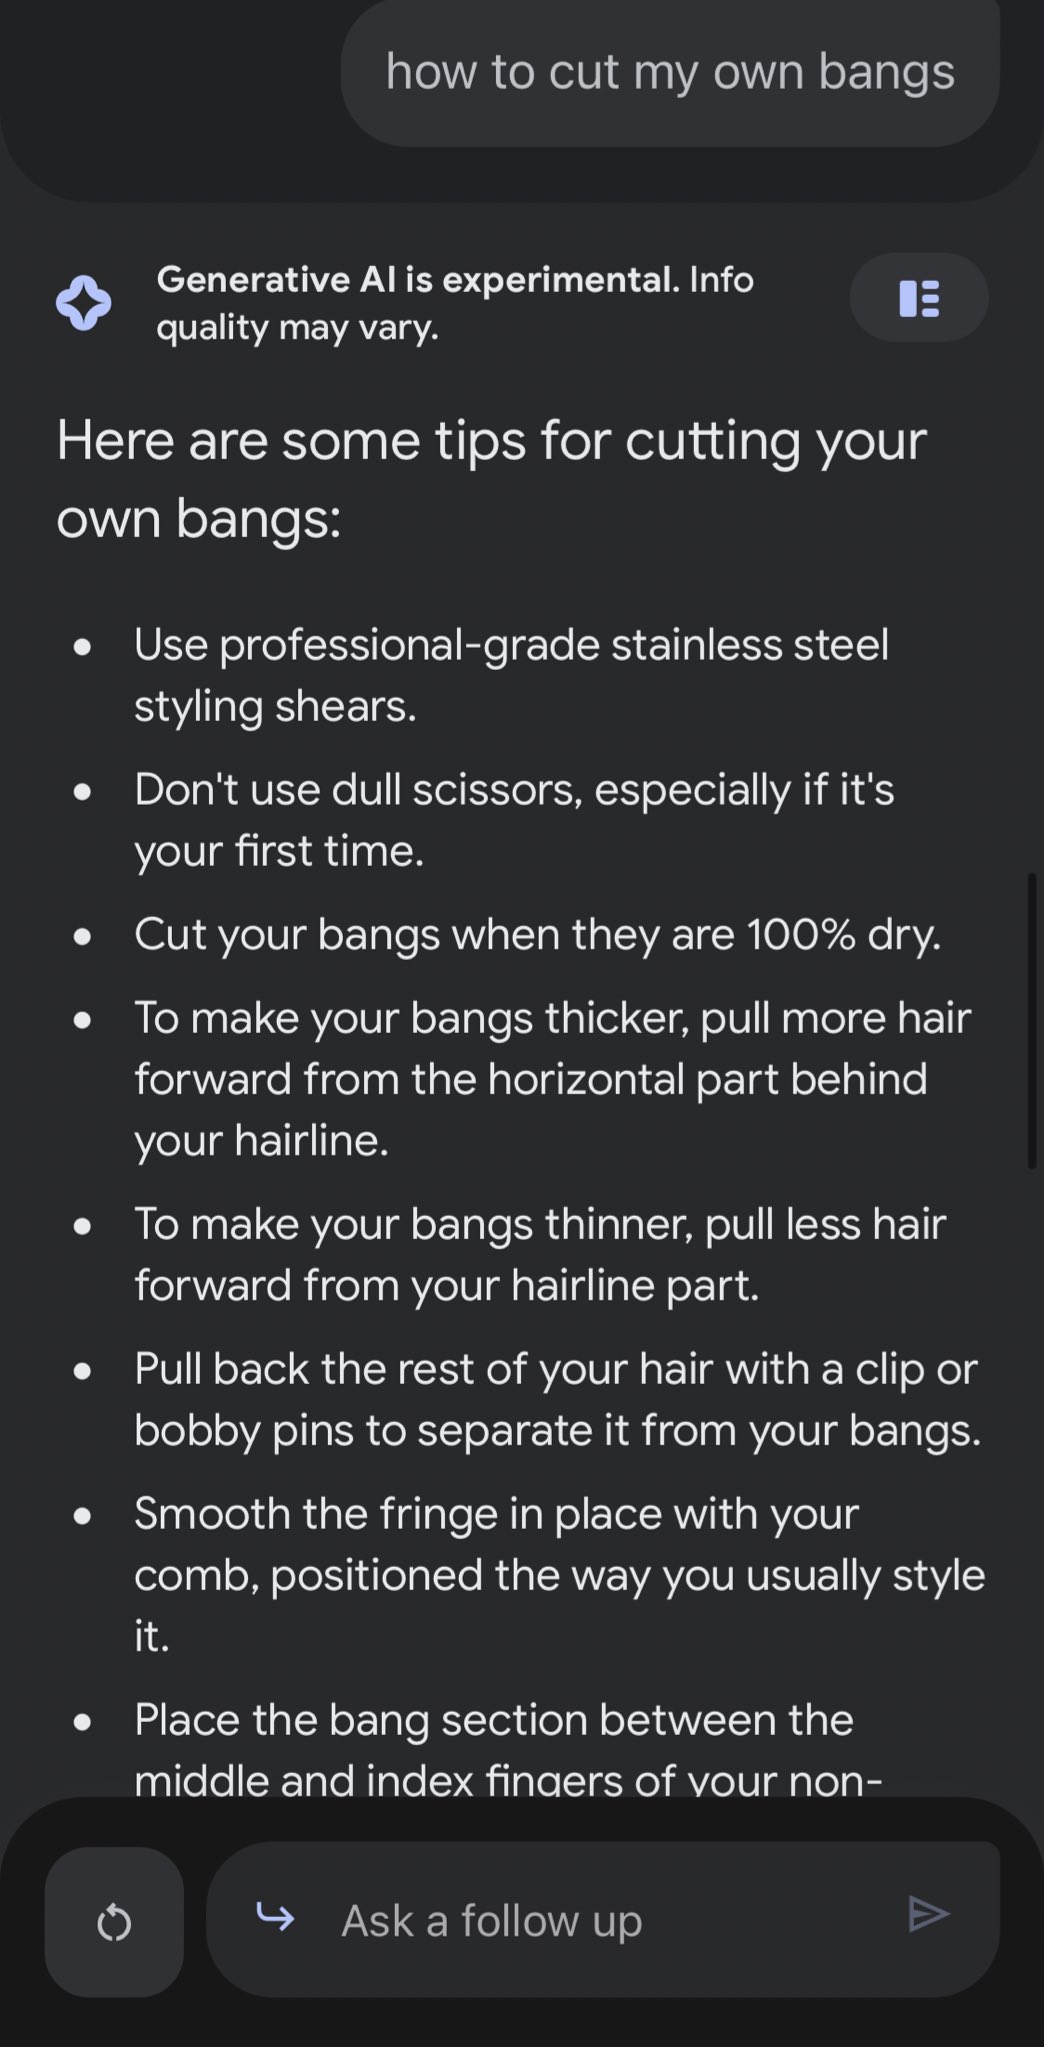 how to cut my own bangs
Generative AI is experimental. Info
quality may vary.
Here are some tips for cutting your
own bangs:
• Use professional-grade stainless steel
styling shears.
• Don't use dull scissors, especially if it's
your first time.
• Cut your bangs when they are 100% dry.
• To make your bangs thicker, pull more hair
forward from the horizontal part behind
your hairline.
• To make your bangs thinner, pull less hair
forward from your hairline part.
• Pull back the rest of your hair with a clip or
bobby pins to separate it from your bangs.
• Smooth the fringe in place with your
comb, positioned the way you usually style
it.
• Place the bang section between the
middle and index fingers of your non-
Ask a follow up